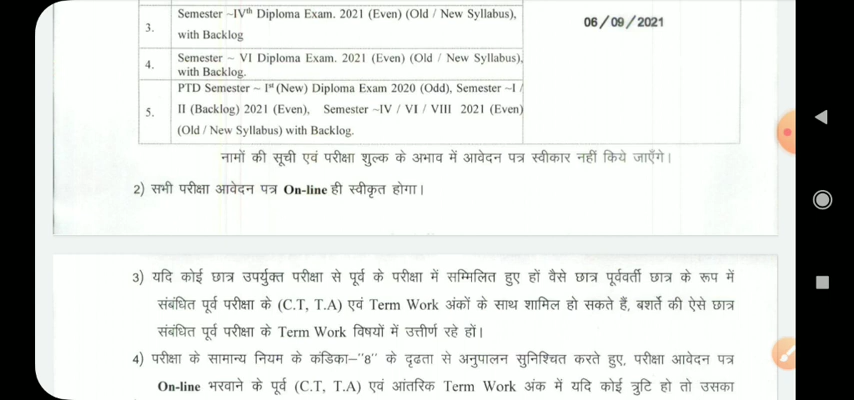 3. Semester ~IVth Diploma Exam. 2021 (Even) (Old / New Syllabus),
with Backlog
06/09/2021
4. Semester ~ VI Diploma Exam. 2021 (Even) (Old / New Syllabus),
with Backlog.
5. PTD Semester ~ Ist (New) Diploma Exam 2020 (Odd), Semester ~I /
II (Backlog) 2021 (Even), Semester ~IV / VI / VIII 2021 (Even)
(Old / New Syllabus) with Backlog.
नामों की सूची एवं परीक्षा शुल्क के अभाव में आवेदन पत्र स्वीकार नहीं किये जाएँगे।
2) सभी परीक्षा आवेदन पत्र On-line ही स्वीकृत होगा।
3) यदि कोई छात्र उपर्युक्त परीक्षा से पूर्व के परीक्षा में सम्मिलित हुए हों वैसे छात्र पूर्ववर्ती छात्र के रूप में
संबंधित पूर्व परीक्षा के (C.T, T.A) एवं Term Work अंकों के साथ शामिल हो सकते हैं, बशर्ते की ऐसे छात्र
संबंधित पूर्व परीक्षा के Term Work विषयों में उत्तीर्ण रहे हों।
4) परीक्षा के सामान्य नियम के कंडिका–"8" के दृढता से अनुपालन सुनिश्चित करते हुए, परीक्षा आवेदन पत्र
On-line भरवाने के पूर्व (C.T, T.A) एवं आंतरिक Term Work अंक में यदि कोई त्रुटि हो तो उसका